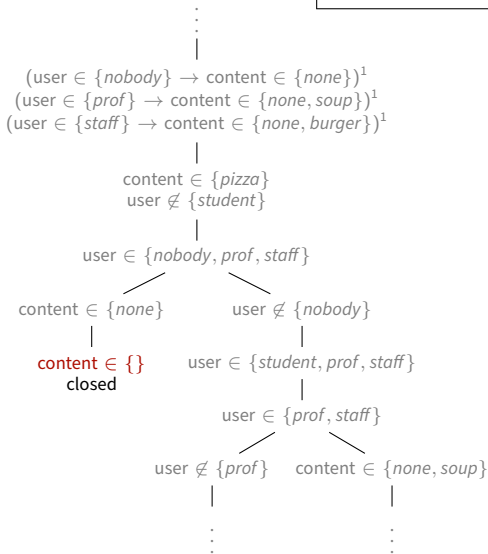 (user ∈ {nobody} → content ∈ {none})¹
(user ∈ {prof} → content ∈ {none, soup})¹
(user ∈ {staff} → content ∈ {none, burger})¹
content ∈ {pizza}
user ∉ {student}
user ∈ {nobody, prof, staff}
content ∈ {none} user ∉ {nobody}
content ∈ {} user ∈ {student, prof, staff}
closed
user ∈ {prof, staff}
user ∉ {prof} content ∈ {none, soup}